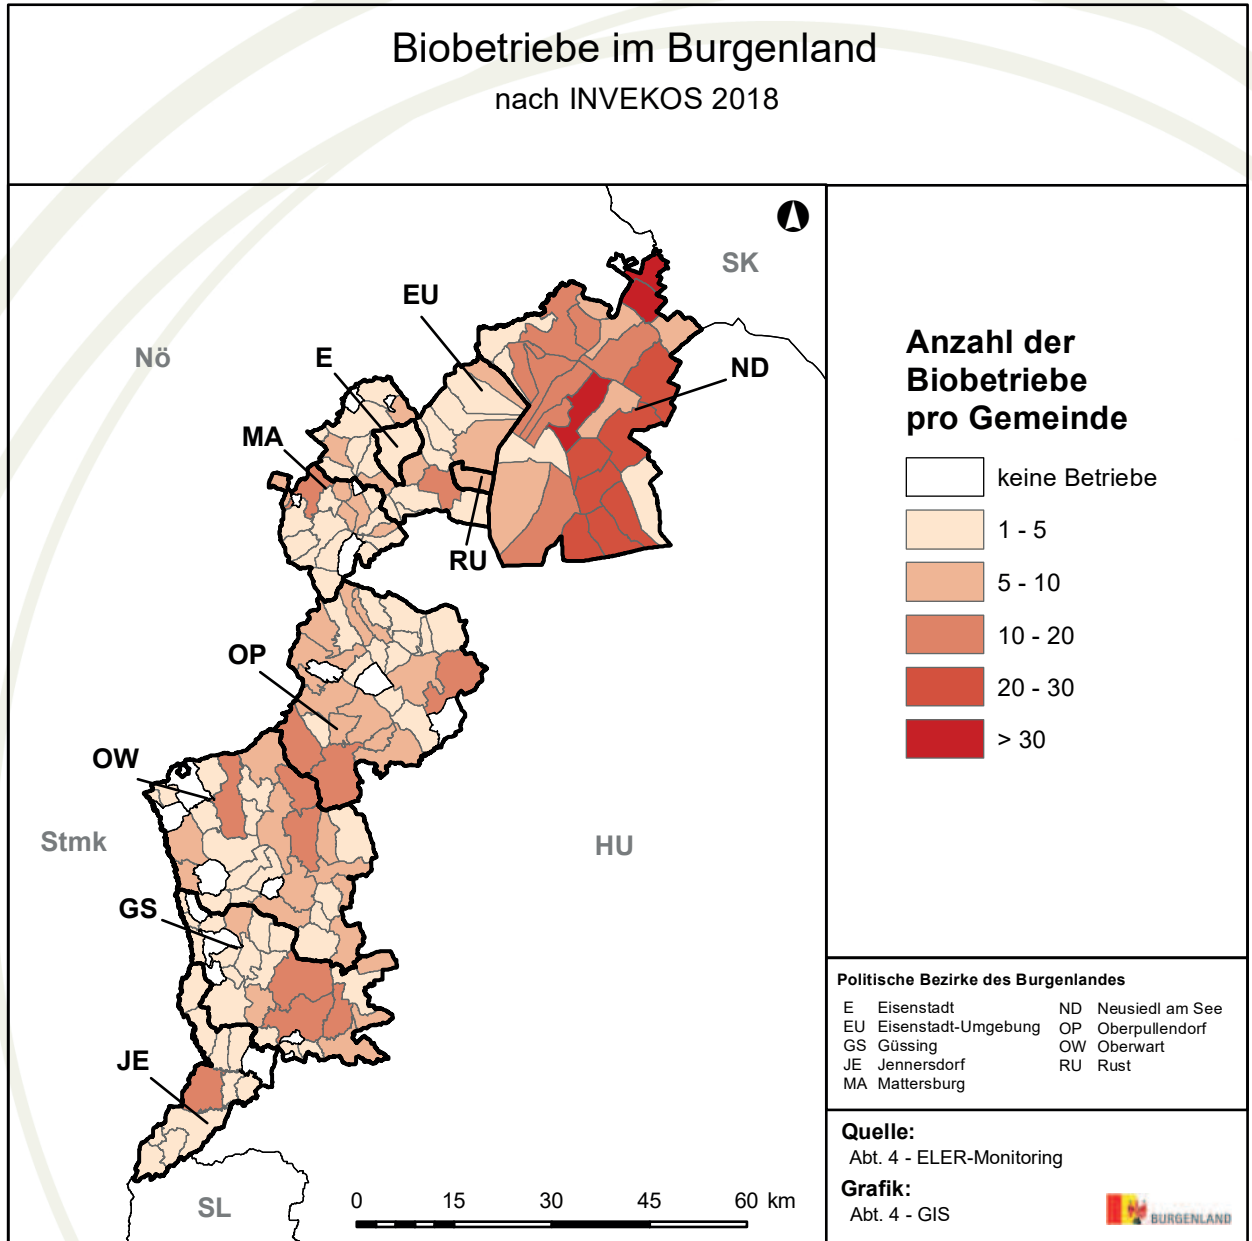 Biobetriebe im Burgenland
nach INVEKOS 2018
SK
EU
Nö
E
ND
MA
RU
OP
OW
Stmk
HU
GS
JE
SL
0 15 30 45 60 km
Anzahl der
Biobetriebe
pro Gemeinde
keine Betriebe
1 - 5
5 - 10
10 - 20
20 - 30
> 30
Politische Bezirke des Burgenlandes
E Eisenstadt
EU Eisenstadt-Umgebung
GS Güssing
JE Jennersdorf
MA Mattersburg
ND Neusiedl am See
OP Oberpullendorf
OW Oberwart
RU Rust
Quelle:
Abt. 4 - ELER-Monitoring
Grafik:
Abt. 4 - GIS
BURGENLAND